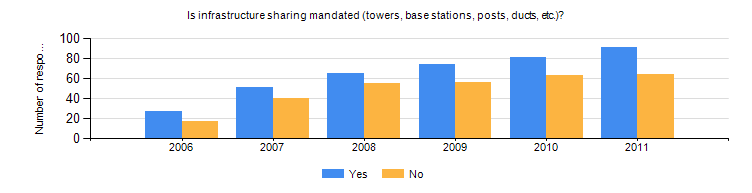 Is infrastructure sharing mandated (towers, base stations, posts, ducts, etc.)?
Number of respo...
100
80
60
40
20
0
2006 2007 2008 2009 2010 2011
Yes No